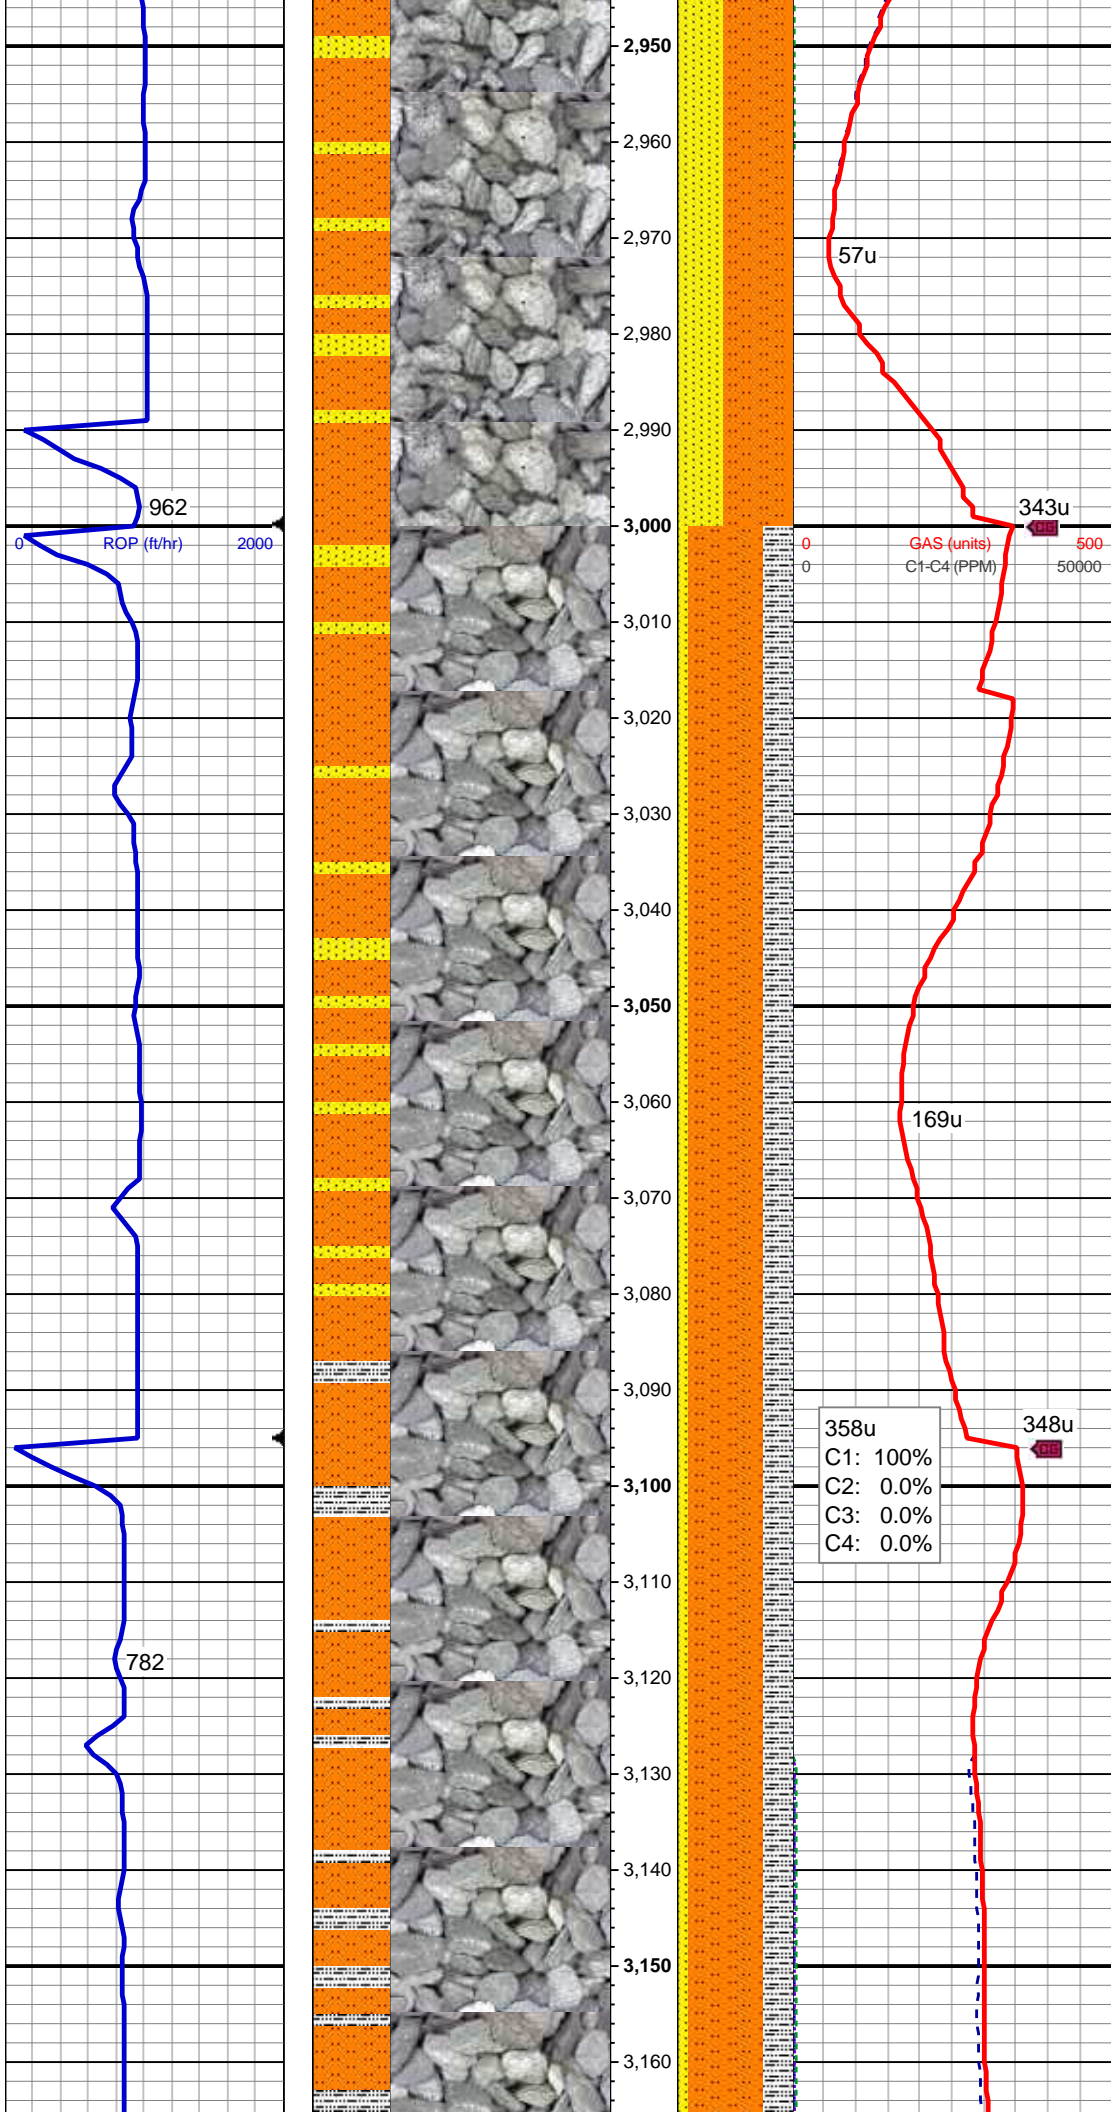 2,950
2,960
2,970
57u
2,980
2,990
962
343u
3,000
CG
0 ROP (ft/hr) 2000
0 GAS (units) 500
0 C1-C4 (PPM) 50000
3,010
3,020
3,030
3,040
3,050
3,060
169u
3,070
3,080
3,090
348u
CG
358u
C1: 100%
C2: 0.0%
C3: 0.0%
C4: 0.0%
3,100
3,110
782
3,120
3,130
3,140
3,150
3,160